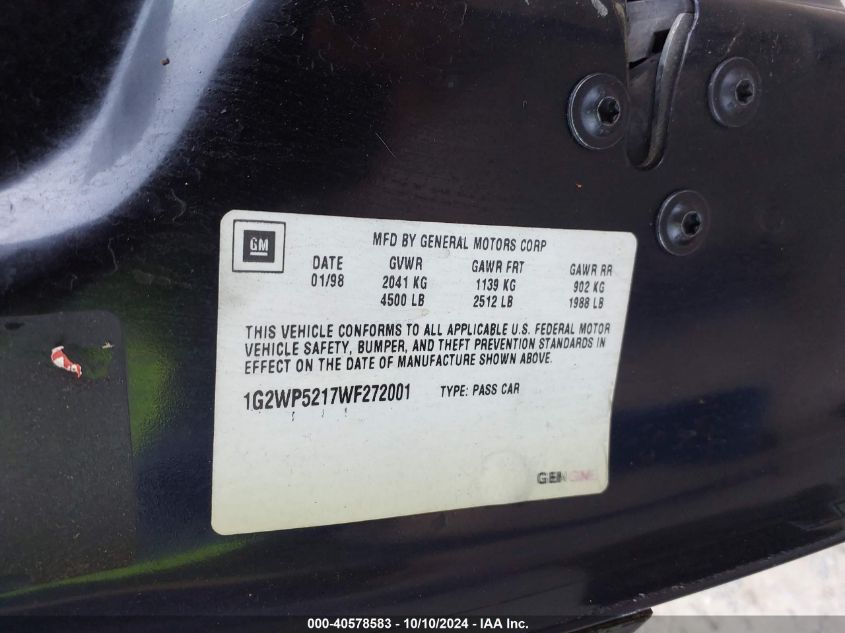 GM
MFD BY GENERAL MOTORS CORP
DATE GVWR GAWR FRT GAWR RR
01/98 2041 KG 1139 KG 902 KG
4500 LB 2512 LB 1988 LB
THIS VEHICLE CONFORMS TO ALL APPLICABLE U.S. FEDERAL MOTOR
VEHICLE SAFETY, BUMPER, AND THEFT PREVENTION STANDARDS IN
EFFECT ON THE DATE OF MANUFACTURE SHOWN ABOVE.
1G2WP5217WF272001 TYPE: PASS CAR
000-40578583 - 10/10/2024 - IAA Inc.